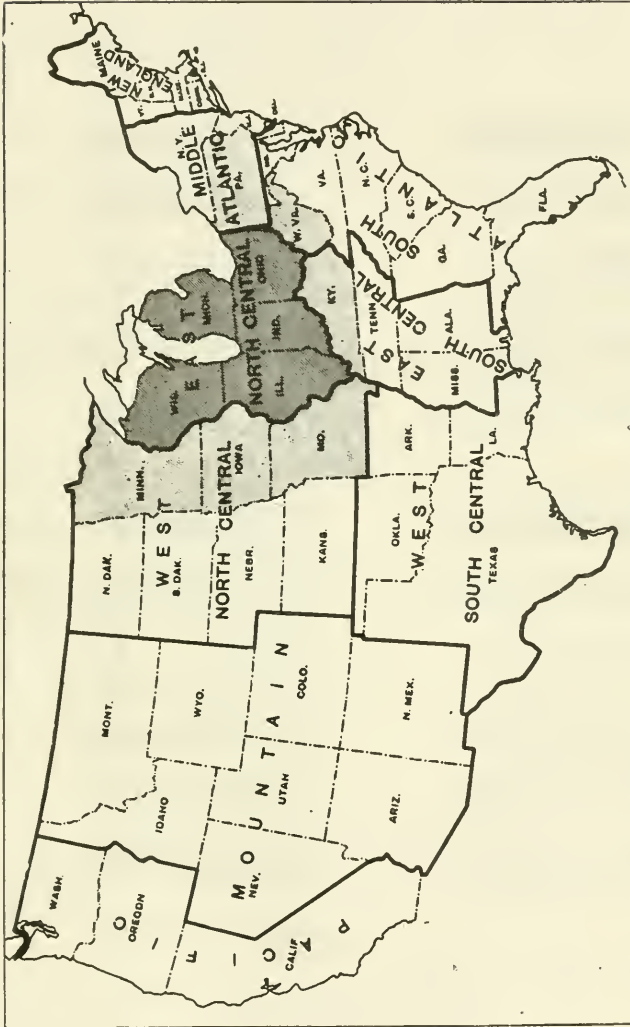 WASH.
OREGON
CALIF
PACIFIC
MOUNTAIN
MONT.
IDAHO
WYO.
NEV.
UTAH
COLO.
ARIZ.
N. MEX.
WEST
NORTH CENTRAL
N. DAK.
S. DAK.
NEBR.
KANS.
MINN.
IOWA
MO.
WEST
SOUTH CENTRAL
OKLA.
TEXAS
ARK.
LA.
EAST
NORTH CENTRAL
WIS.
MICH.
ILL.
IND.
OHIO
EAST
SOUTH CENTRAL
KY.
TENN.
MISS.
ALA.
SOUTH
ATLANTIC
W. VA.
VA.
N.C.
S.C.
GA.
FLA.
DEL.
MIDDLE
ATLANTIC
N.Y.
PA.
NEW
ENGLAND
MAINE
VT.